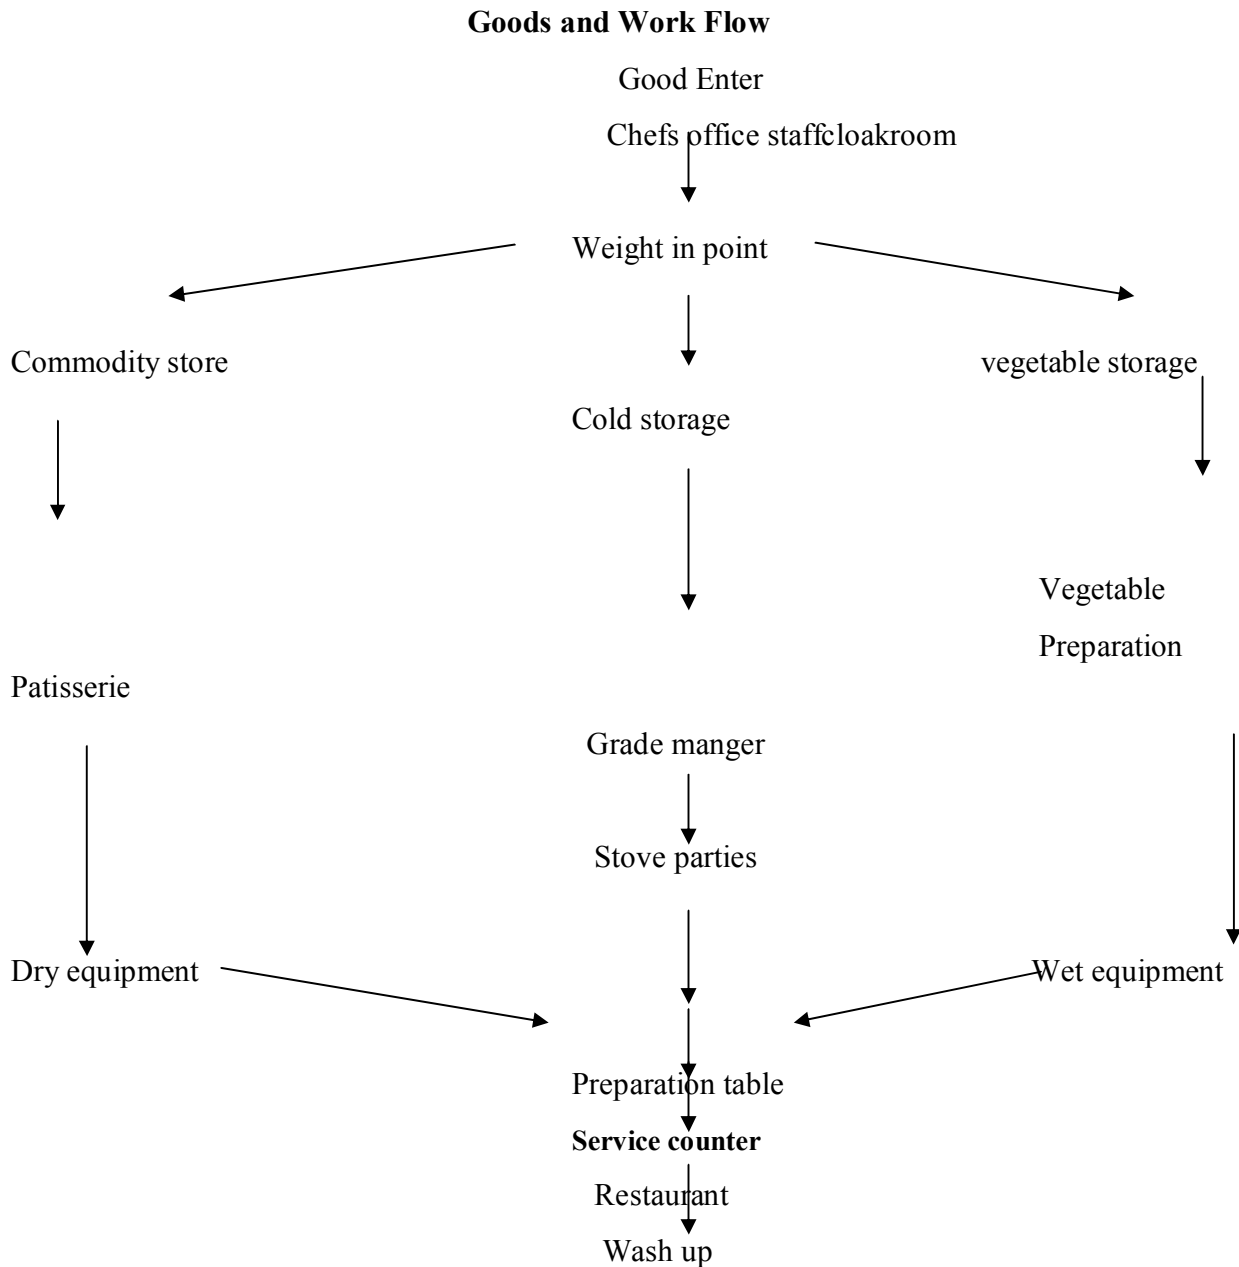 Goods and Work Flow
Good Enter
Chefs office staffcloakroom
Weight in point
Commodity store
vegetable storage
Cold storage
Vegetable
Preparation
Patisserie
Grade manger
Stove parties
Dry equipment
Wet equipment
Preparation table
Service counter
Restaurant
Wash up